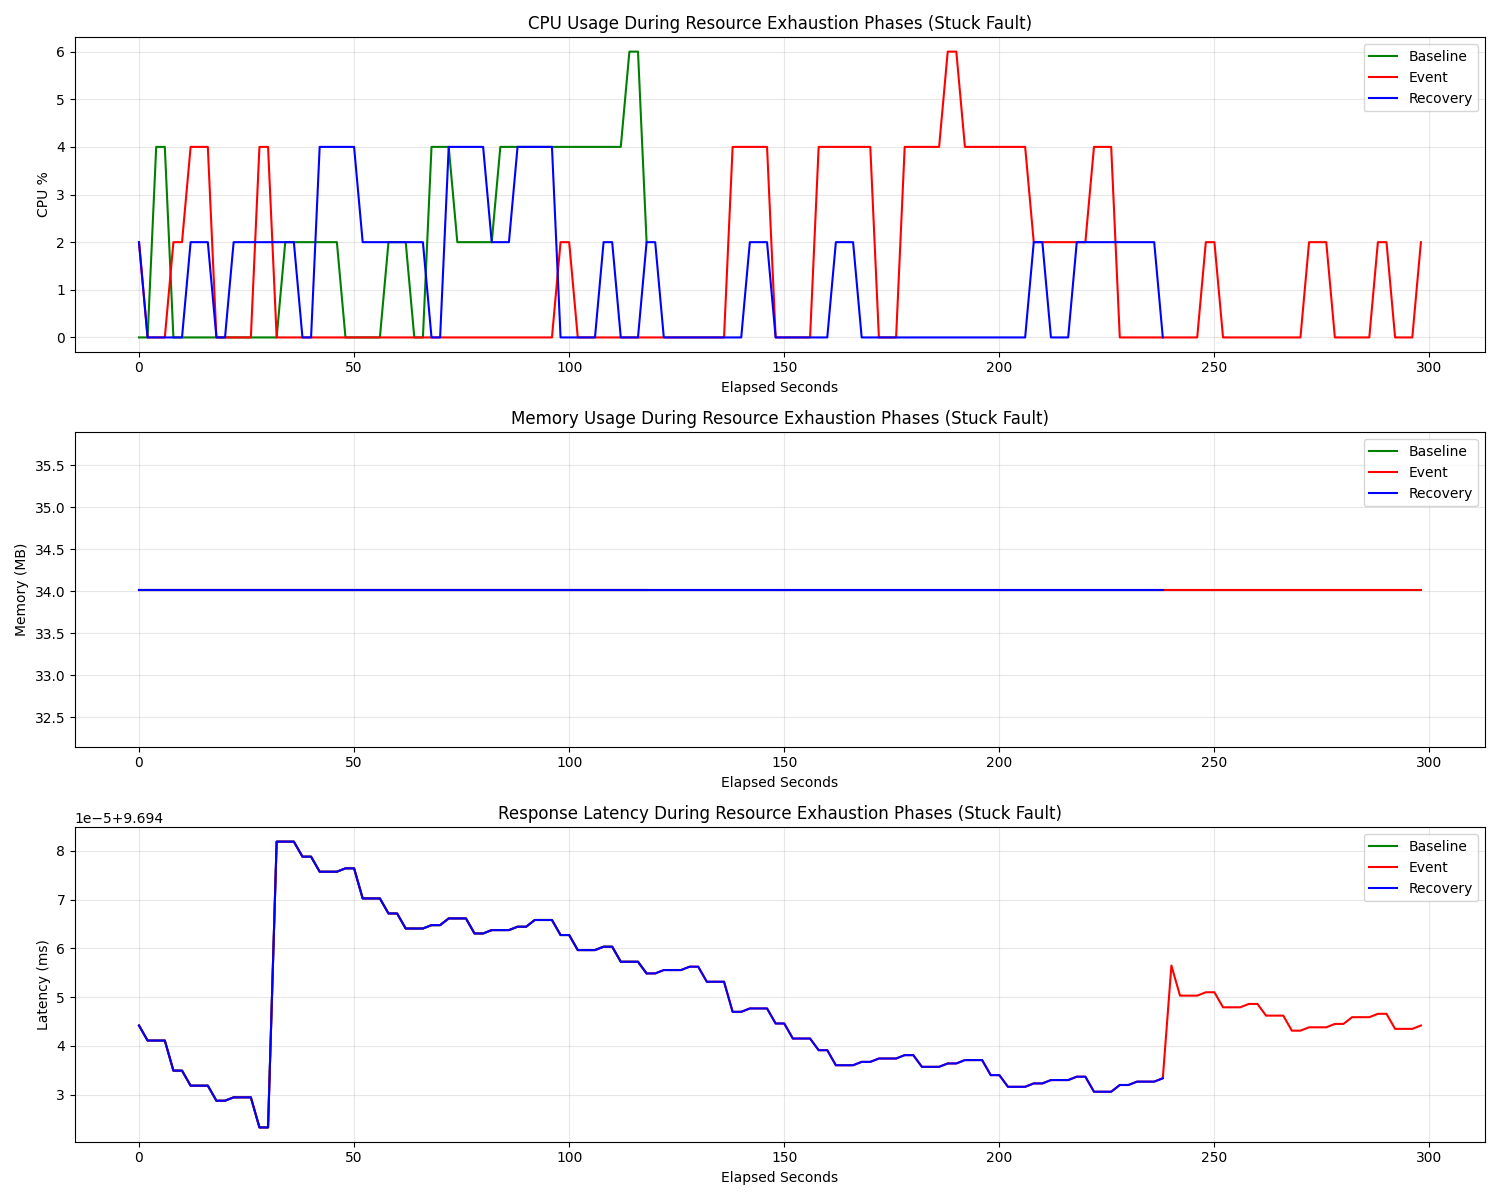 CPU Usage During Resource Exhaustion Phases (Stuck Fault)
6
5
4
3
2
1
0
CPU %
Baseline
Event
Recovery
0 50 100 150 200 250 300
Elapsed Seconds
Memory Usage During Resource Exhaustion Phases (Stuck Fault)
35.5
35.0
34.5
34.0
33.5
33.0
32.5
Memory (MB)
Baseline
Event
Recovery
0 50 100 150 200 250 300
Elapsed Seconds
Response Latency During Resource Exhaustion Phases (Stuck Fault)
1e−5+9.694
8
7
6
5
4
3
Latency (ms)
Baseline
Event
Recovery
0 50 100 150 200 250 300
Elapsed Seconds